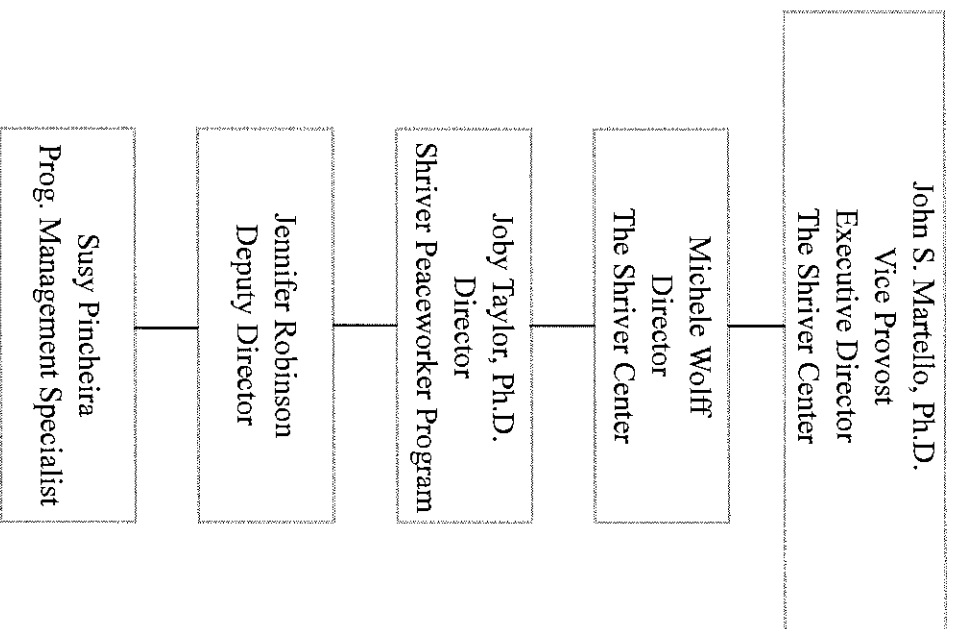 John S. Martello, Ph.D.
Vice Provost
Executive Director
The Shriver Center
Michele Wolff
Director
The Shriver Center
Joby Taylor, Ph.D.
Director
Shriver Peaceworker Program
Jennifer Robinson
Deputy Director
Susy Pincheira
Prog. Management Specialist